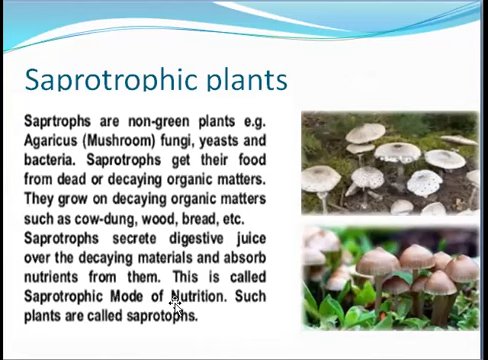 Saprotrophic plants
Saprtrophs are non-green plants e.g.
Agaricus (Mushroom) fungi, yeasts and
bacteria. Saprotrophs get their food
from dead or decaying organic matters.
They grow on decaying organic matters
such as cow-dung, wood, bread, etc.
Saprotrophs secrete digestive juice
over the decaying materials and absorb
nutrients from them. This is called
Saprotrophic Mode of Nutrition. Such
plants are called saprotophs.